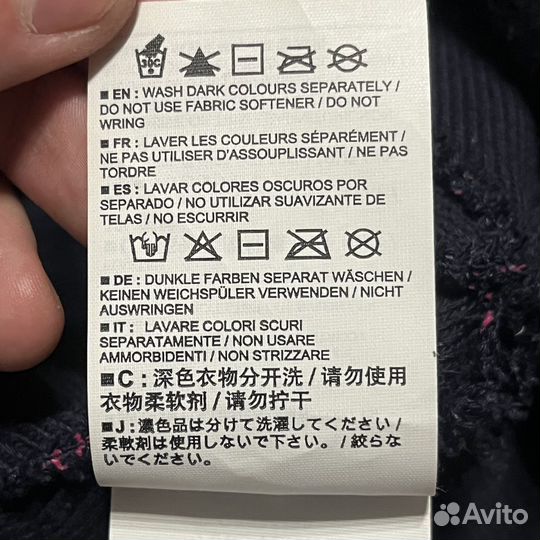 30C
■ EN : WASH DARK COLOURS SEPARATELY /
DO NOT USE FABRIC SOFTENER / DO NOT
WRING
■ FR : LAVER LES COULEURS SÉPARÉMENT /
NE PAS UTILISER D'ASSOUPLISSANT / NE PAS
TORDRE
■ ES : LAVAR COLORES OSCUROS POR
SEPARADO / NO UTILIZAR SUAVIZANTE DE
TELAS / NO ESCURRIR
■ DE : DUNKLE FARBEN SEPARAT WÄSCHEN /
KEINEN WEICHSPÜLER VERWENDEN / NICHT
AUSWRINGEN
■ IT : LAVARE COLORI SCURI
SEPARATAMENTE / NON USARE
AMMORBIDENTI / NON STRIZZARE
■ C : 深色衣物分开洗 / 请勿使用
衣物柔软剂 / 请勿拧干
■ J : 濃色品は分けて洗濯してください /
柔軟剤は使用しないで下さい。/ 絞らな
いでください
Avito